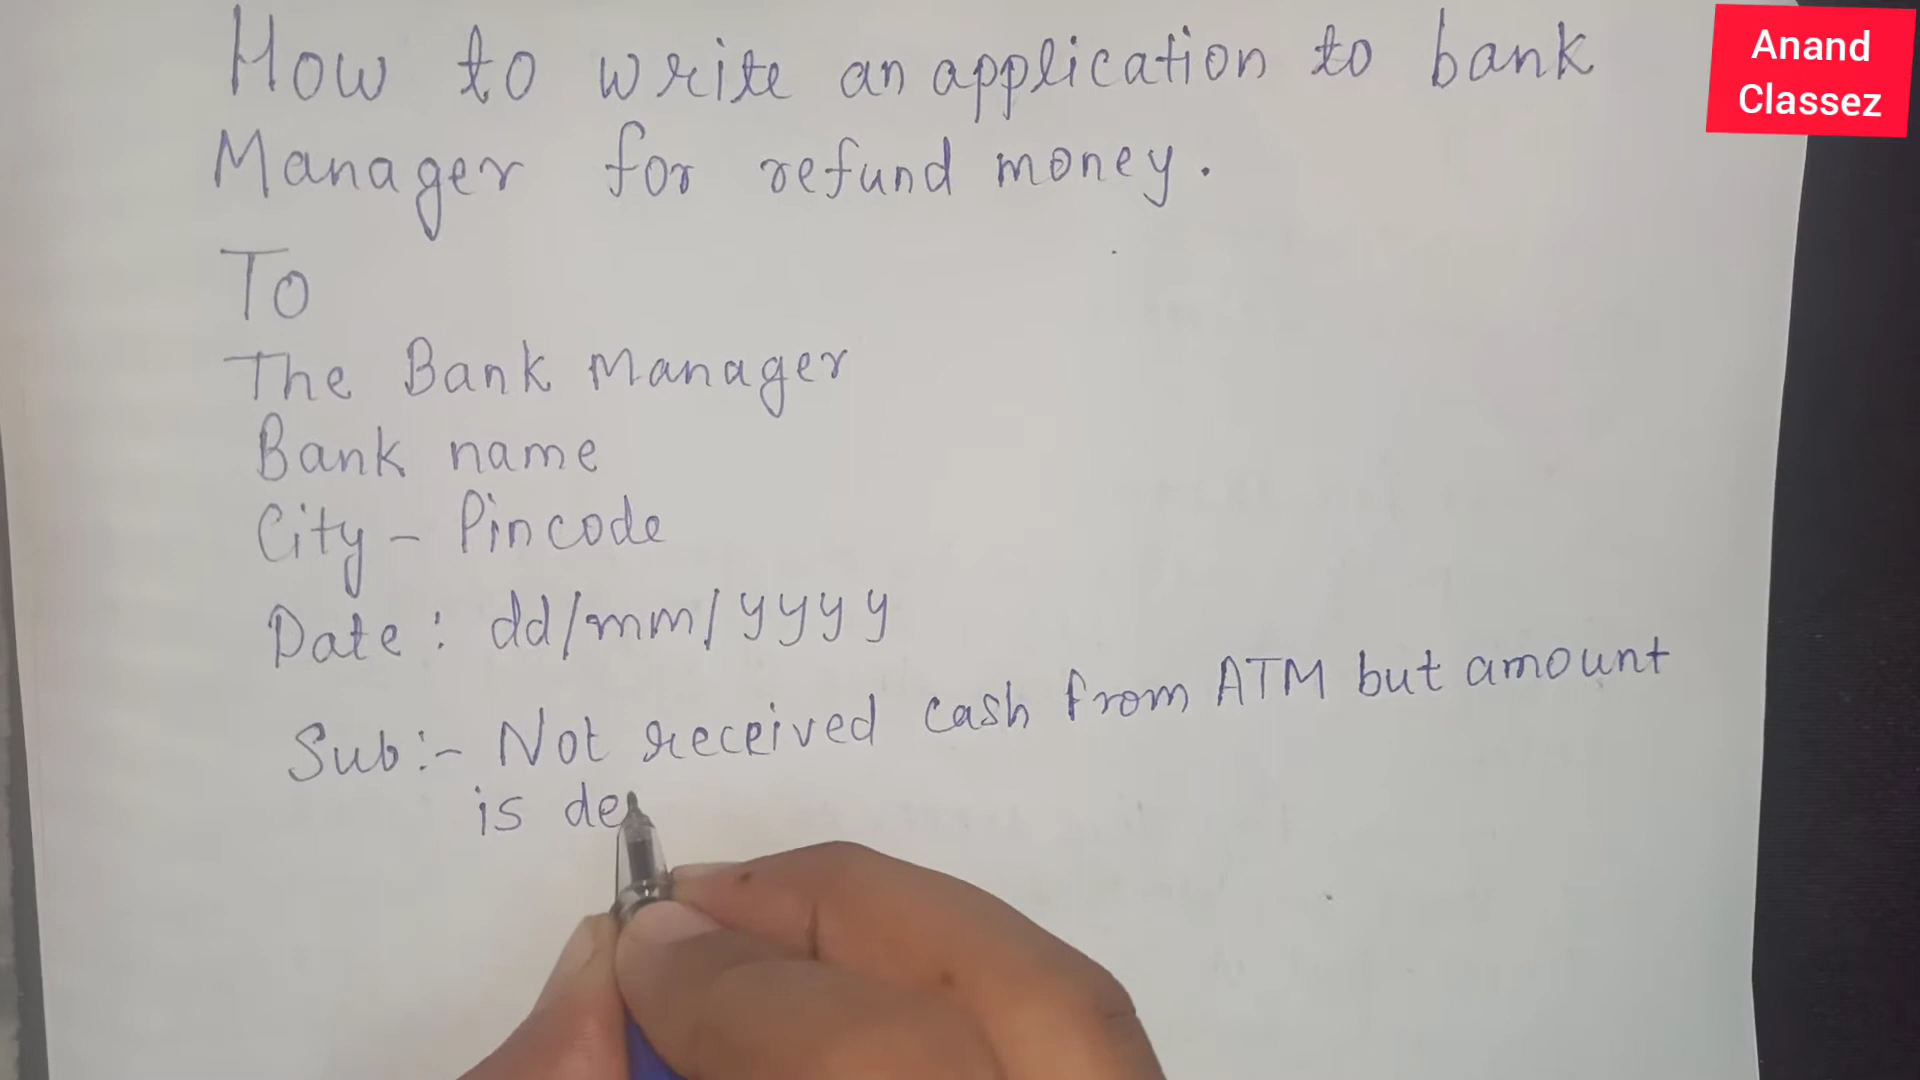 How to write an application to bank
Manager for refund money.
To
The Bank Manager
Bank name
City - Pincode
Date : dd/mm/yyyy
Sub:- Not received cash from ATM but amount
is de
Anand
Classez